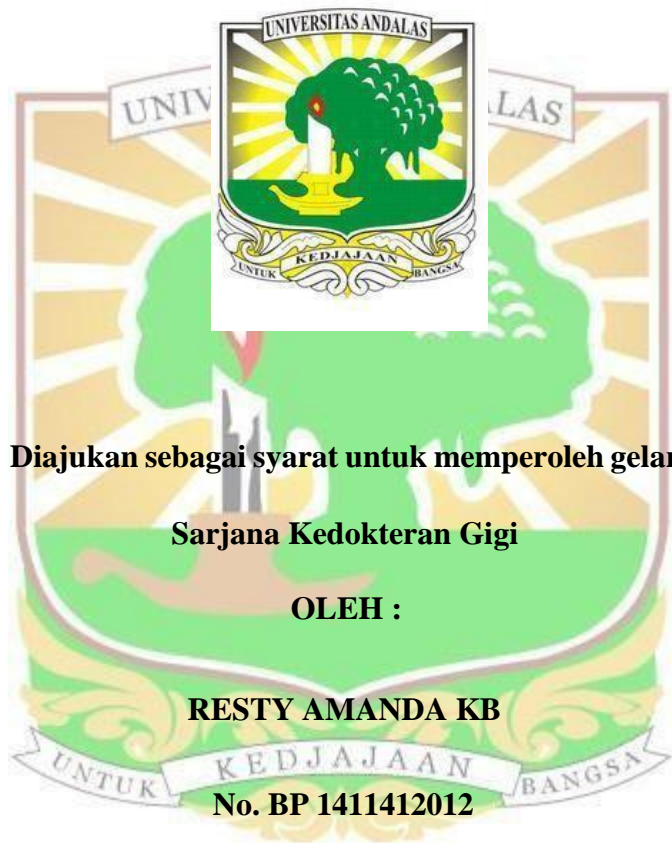 UNIVERSITAS ANDALAS
UNTUK KEDJAJAAN BANGSA
Diajukan sebagai syarat untuk memperoleh gelar
Sarjana Kedokteran Gigi
OLEH :
RESTY AMANDA KB
UNTUK KEDJAJAAN BANGSA
No. BP 1411412012